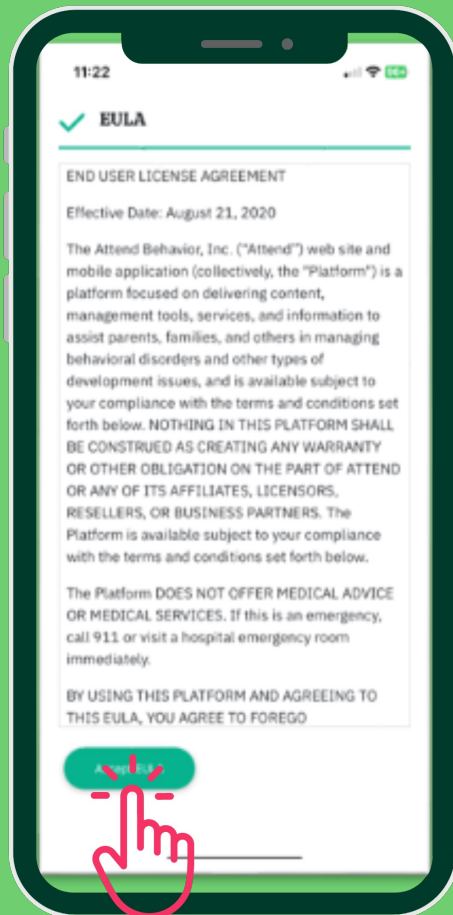 11:22
EULA
END USER LICENSE AGREEMENT
Effective Date: August 21, 2020
The Attend Behavior, Inc. ("Attend") web site and
mobile application (collectively, the "Platform") is a
platform focused on delivering content,
management tools, services, and information to
assist parents, families, and others in managing
behavioral disorders and other types of
development issues, and is available subject to
your compliance with the terms and conditions set
forth below. NOTHING IN THIS PLATFORM SHALL
BE CONSTRUED AS CREATING ANY WARRANTY
OR OTHER OBLIGATION ON THE PART OF ATTEND
OR ANY OF ITS AFFILIATES, LICENSORS,
RESELLERS, OR BUSINESS PARTNERS. The
Platform is available subject to your compliance
with the terms and conditions set forth below.
The Platform DOES NOT OFFER MEDICAL ADVICE
OR MEDICAL SERVICES. If this is an emergency,
call 911 or visit a hospital emergency room
immediately.
BY USING THIS PLATFORM AND AGREEING TO
THIS EULA, YOU AGREE TO FOREGO
Accept EULA